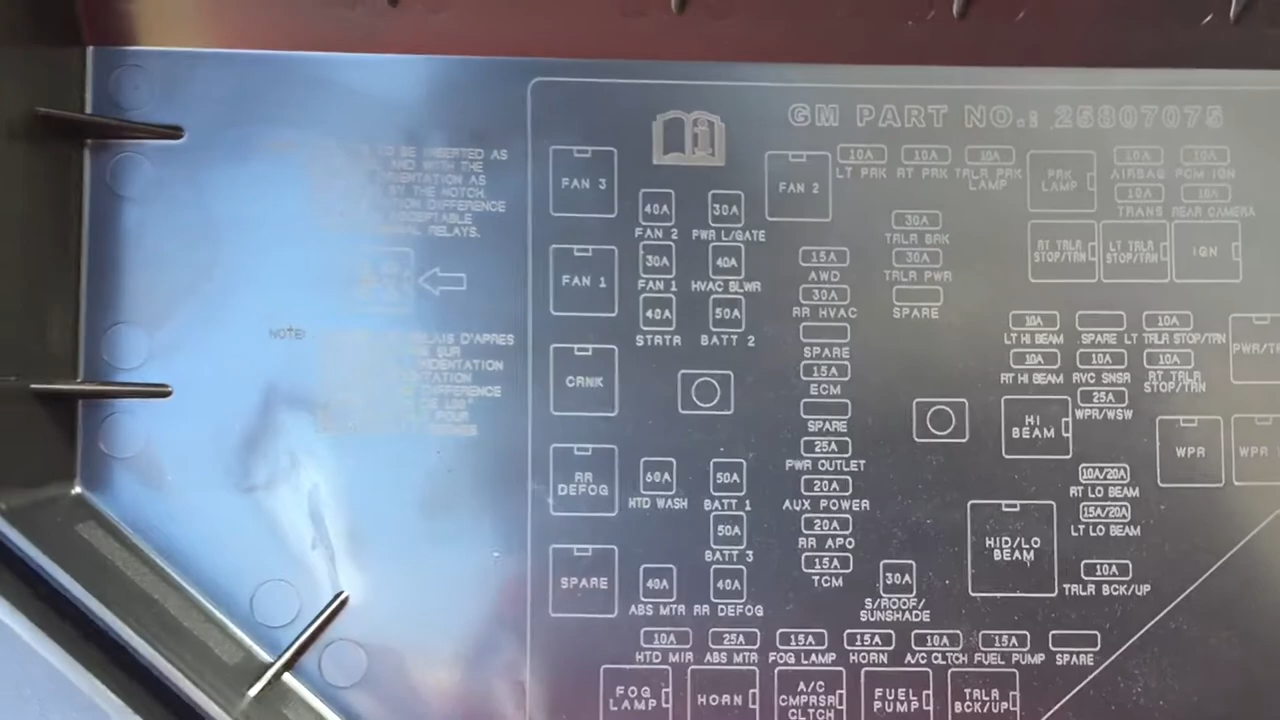 GM PART NO.: 25807075
TO BE INSERTED AS
AND WITH THE
AS
BY THE NOTCH.
DIFFERENCE
ACCEPTABLE
RELAYS.
NOTE:
D'APRES
SUR
POUR
FAN 3
FAN 2
10A
LT PRK
10A
RT PRK
10A
TRLR PRK
LAMP
PRK
LAMP
10A
AIRBAG
10A
PCM IGN
10A
TRANS
10A
REAR CAMERA
40A
FAN 2
30A
PWR L/GATE
30A
TRLR BRK
RT TRLR
STOP/TRN
LT TRLR
STOP/TRN
IGN
FAN 1
30A
FAN 1
40A
HVAC BLWR
15A
AWD
30A
TRLR PWR
40A
STRTR
50A
BATT 2
30A
RR HVAC
SPARE
10A
LT HI BEAM
SPARE
10A
LT TRLR STOP/TRN
PWR/TR
SPARE
10A
RT HI BEAM
10A
RVC SNSR
10A
RT TRLR
STOP/TRN
CRNK
15A
ECM
25A
WPR/WSW
SPARE
HI
BEAM
WPR
WPR
25A
PWR OUTLET
RR
DEFOG
60A
HTD WASH
50A
BATT 1
20A
AUX POWER
10A/20A
RT LO BEAM
50A
BATT 3
20A
RR APO
15A/20A
LT LO BEAM
HID/LO
BEAM
15A
TCM
SPARE
40A
ABS MTR
40A
RR DEFOG
30A
S/ROOF/
SUNSHADE
10A
TRLR BCK/UP
10A
HTD MIR
25A
ABS MTR
15A
FOG LAMP
15A
HORN
10A
A/C CLTCH
15A
FUEL PUMP
SPARE
FOG
LAMP
HORN
A/C
CMPRSR
CLTCH
FUEL
PUMP
TRLR
BCK/UP